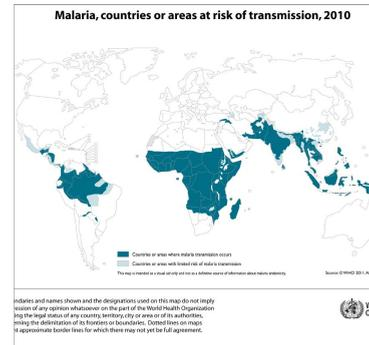 Malaria, countries or areas at risk of transmission, 2010
Countries or areas where malaria transmission occurs
Countries or areas with limited risk of malaria transmission
This map is intended as a visual aid only and not as a definitive source of information about malaria endemicity.
Source: © WHO 2011. A
ndaries and names shown and the designations used on this map do not imply
ression of any opinion whatsoever on the part of the World Health Organization
ing the legal status of any country, territory, city or area or of its authorities,
erning the delimitation of its frontiers or boundaries. Dotted lines on maps
nt approximate border lines for which there may not yet be full agreement.